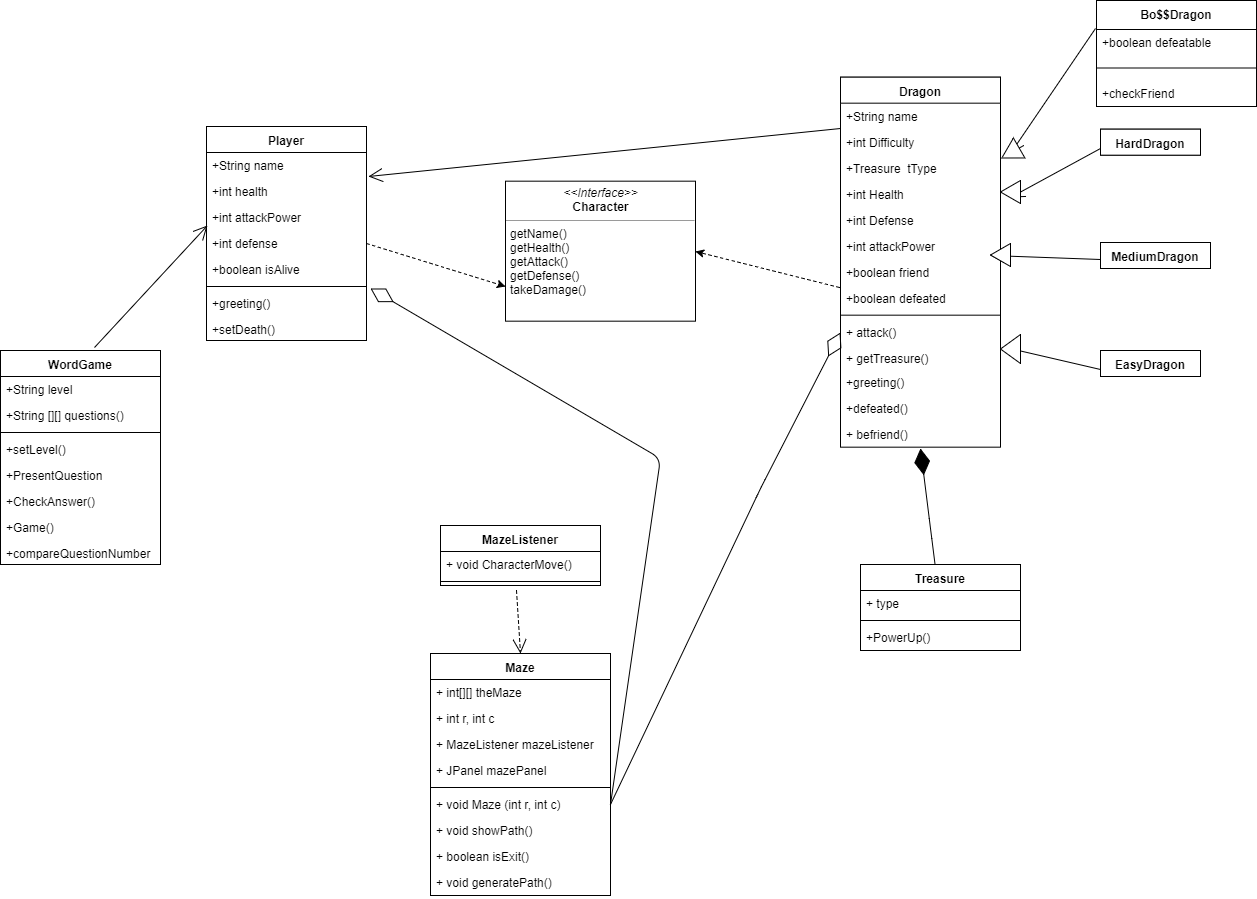 Bo$$Dragon
+boolean defeatable
+checkFriend
Dragon
+String name
+int Difficulty
+Treasure  tType
+int Health
+int Defense
+int attackPower
+boolean friend
+boolean defeated
+ attack()
+ getTreasure()
+greeting()
+defeated()
+ befriend()
HardDragon
MediumDragon
EasyDragon
Player
+String name
+int health
+int attackPower
+int defense
+boolean isAlive
+greeting()
+setDeath()
<<Interface>>
Character
getName()
getHealth()
getAttack()
getDefense()
takeDamage()
WordGame
+String level
+String [][] questions()
+setLevel()
+PresentQuestion
+CheckAnswer()
+Game()
+compareQuestionNumber
MazeListener
+ void CharacterMove()
Treasure
+ type
+PowerUp()
Maze
+ int[][] theMaze
+ int r, int c
+ MazeListener mazeListener
+ JPanel mazePanel
+ void Maze (int r, int c)
+ void showPath()
+ boolean isExit()
+ void generatePath()